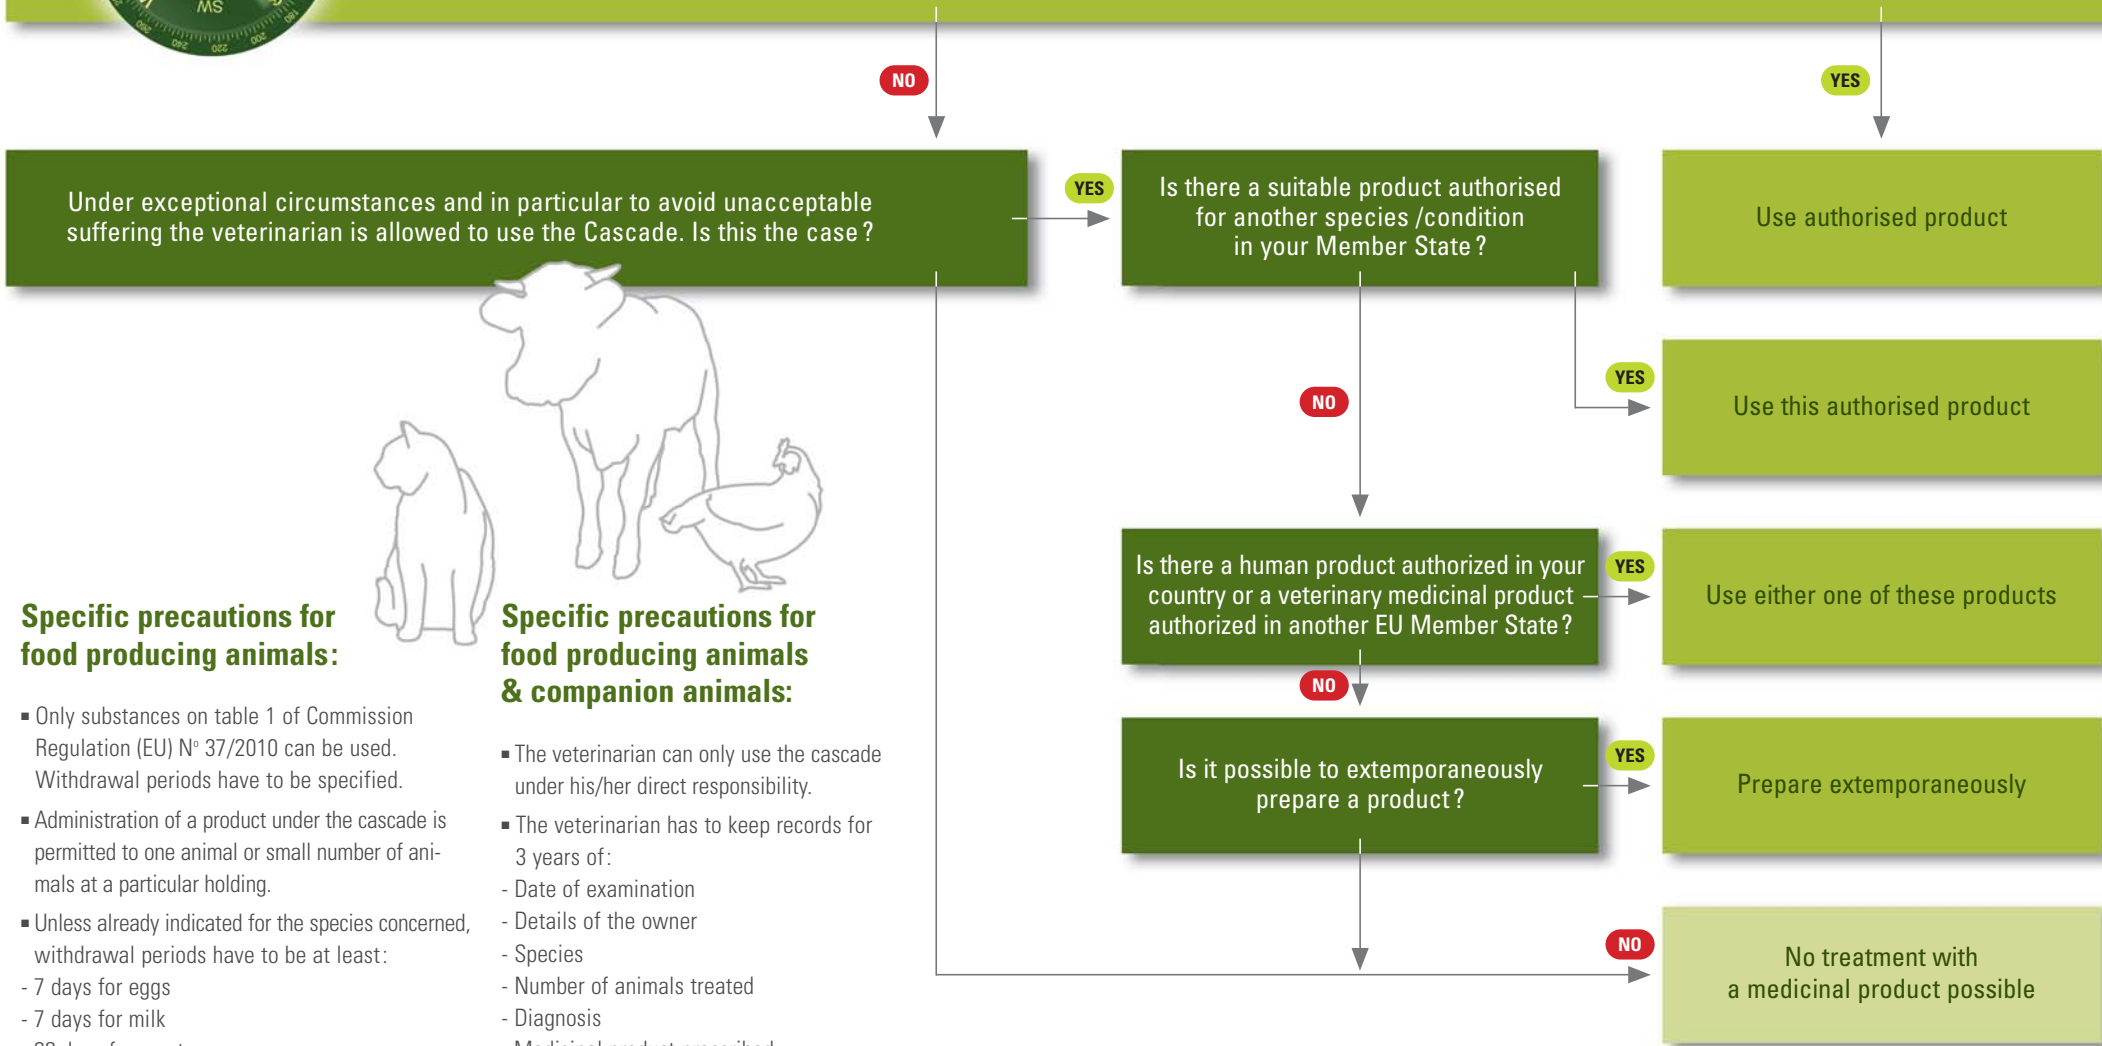 SW
260
240
220
200
180
NO
YES
Under exceptional circumstances and in particular to avoid unacceptable
suffering the veterinarian is allowed to use the Cascade. Is this the case?
YES
Is there a suitable product authorised
for another species /condition
in your Member State?
Use authorised product
NO
YES
Use this authorised product
Is there a human product authorized in your
country or a veterinary medicinal product
authorized in another EU Member State?
YES
Use either one of these products
NO
Is it possible to extemporaneously
prepare a product?
YES
Prepare extemporaneously
NO
No treatment with
a medicinal product possible
Specific precautions for
food producing animals:
▪ Only substances on table 1 of Commission
Regulation (EU) Nº 37/2010 can be used.
Withdrawal periods have to be specified.
▪ Administration of a product under the cascade is
permitted to one animal or small number of ani-
mals at a particular holding.
▪ Unless already indicated for the species concerned,
withdrawal periods have to be at least:
- 7 days for eggs
- 7 days for milk
Specific precautions for
food producing animals
& companion animals:
▪ The veterinarian can only use the cascade
under his/her direct responsibility.
▪ The veterinarian has to keep records for
3 years of:
- Date of examination
- Details of the owner
- Species
- Number of animals treated
- Diagnosis
- Medicinal product prescribed